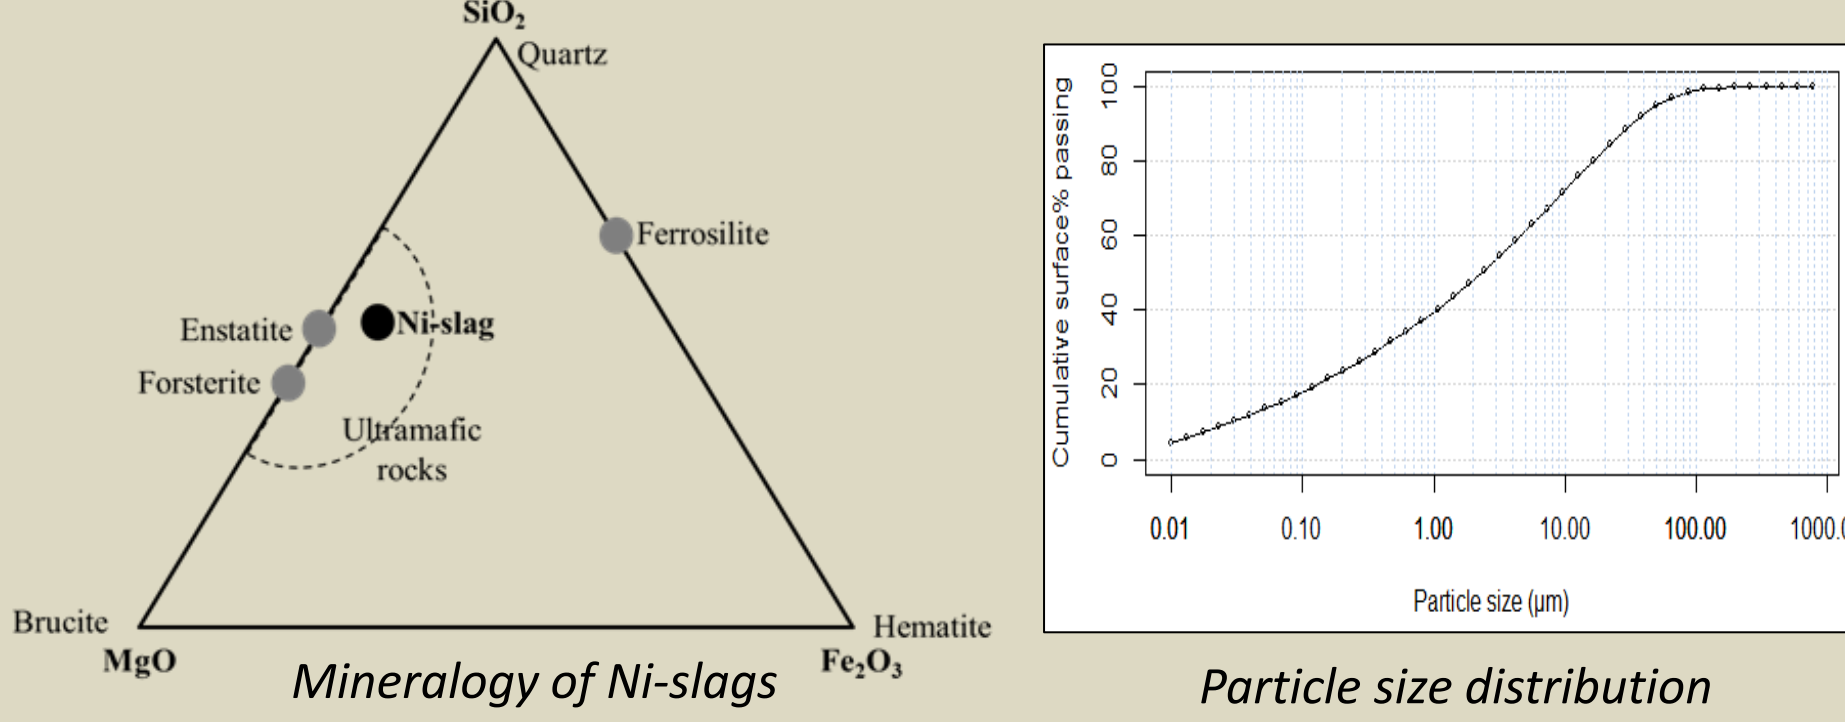 SiO₂
Quartz
Ferrosilite
Enstatite
Ni-slag
Forsterite
Ultramafic
rocks
Brucite
Hematite
MgO
Fe₂O₃
Mineralogy of Ni-slags
Cumulative surface% passing
100
80
60
40
20
0
0.01 0.10 1.00 10.00 100.00 1000.0
Particle size (µm)
Particle size distribution